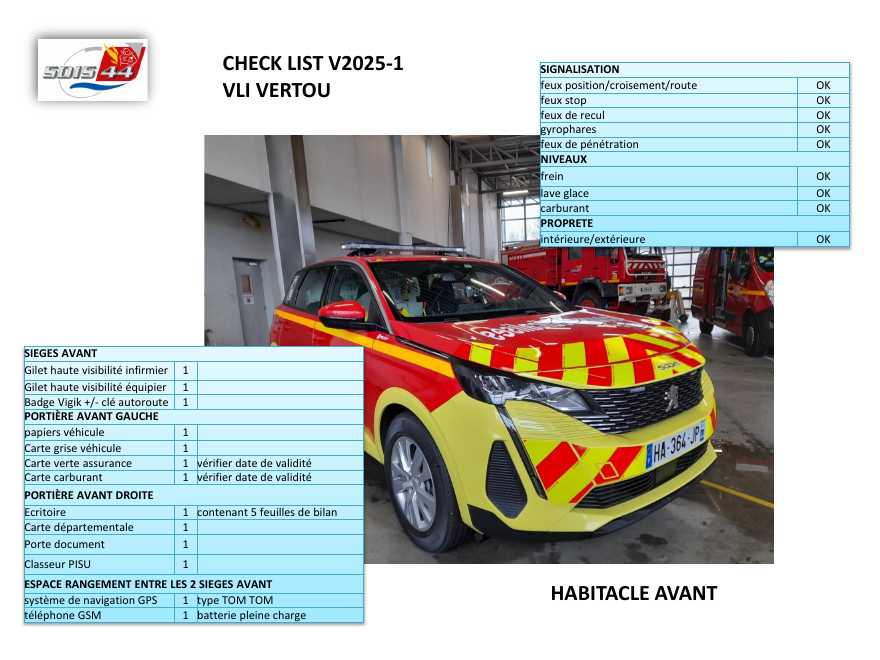 SDIS 44
CHECK LIST V2025-1
VLI VERTOU
SIGNALISATION
feux position/croisement/route OK
feux stop OK
feux de recul OK
gyrophares OK
feux de pénétration OK
NIVEAUX
frein OK
lave glace OK
carburant OK
PROPRETE
intérieure/extérieure OK
HA-364-JP
SIEGES AVANT
Gilet haute visibilité infirmier 1
Gilet haute visibilité équipier 1
Badge Vigik +/- clé autoroute 1
PORTIÈRE AVANT GAUCHE
papiers véhicule 1
Carte grise véhicule 1
Carte verte assurance 1 vérifier date de validité
Carte carburant 1 vérifier date de validité
PORTIÈRE AVANT DROITE
Ecritoire 1 contenant 5 feuilles de bilan
Carte départementale 1
Porte document 1
Classeur PISU 1
ESPACE RANGEMENT ENTRE LES 2 SIEGES AVANT
système de navigation GPS 1 type TOM TOM
téléphone GSM 1 batterie pleine charge
HABITACLE AVANT